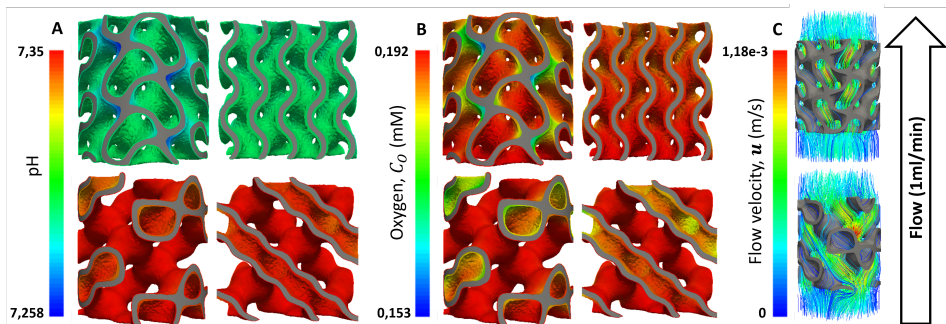 A
7,35
pH
7,258
B
0,192
Oxygen, C_O (mM)
0,153
C
1,18e-3
Flow velocity, u (m/s)
0
Flow (1ml/min)